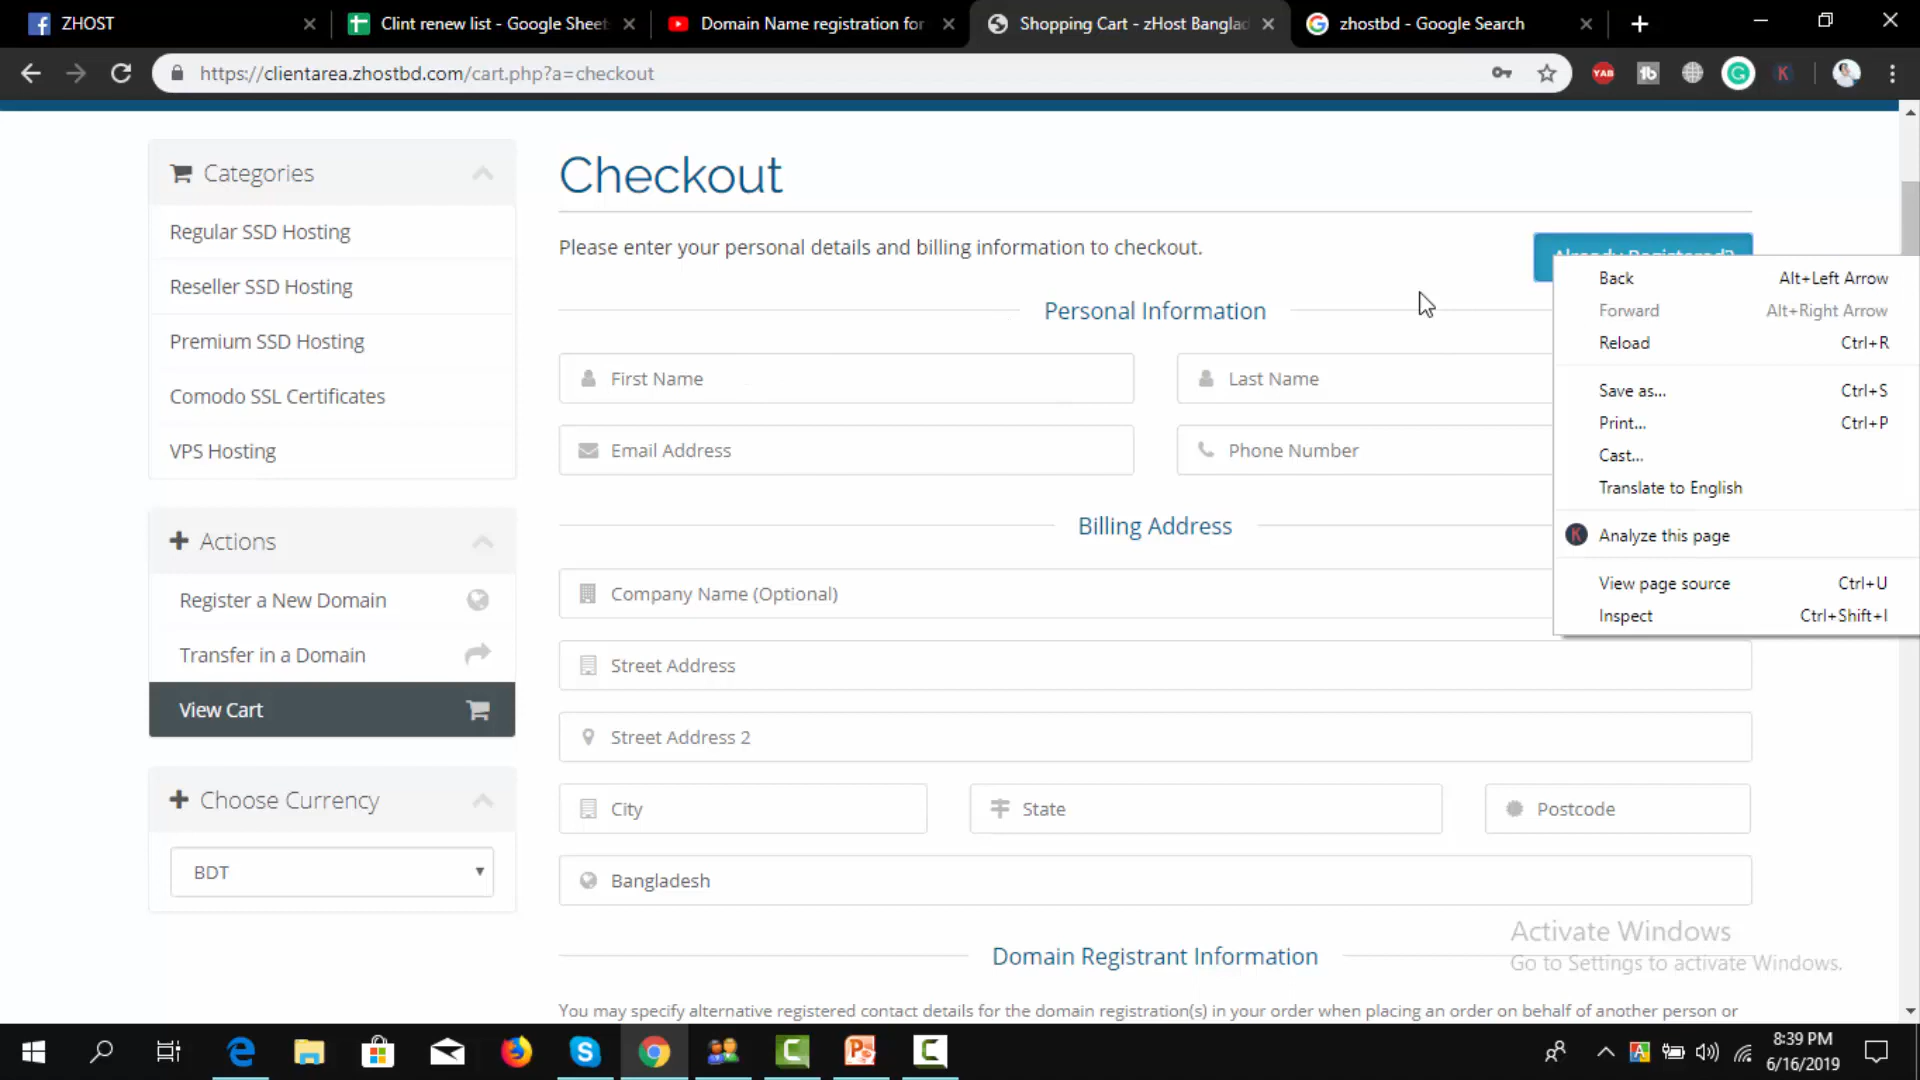 ZHOST
Clint renew list - Google Sheet
Domain Name registration for
Shopping Cart - zHost Banglad
zhostbd - Google Search
https://clientarea.zhostbd.com/cart.php?a=checkout
Categories
Regular SSD Hosting
Reseller SSD Hosting
Premium SSD Hosting
Comodo SSL Certificates
VPS Hosting
Actions
Register a New Domain
Transfer in a Domain
View Cart
Choose Currency
BDT
Checkout
Please enter your personal details and billing information to checkout.
Already Registered?
Personal Information
First Name
Last Name
Email Address
Phone Number
Billing Address
Company Name (Optional)
Street Address
Street Address 2
City
State
Postcode
Bangladesh
Domain Registrant Information
You may specify alternative registered contact details for the domain registration(s) in your order when placing an order on behalf of another person or
Back Alt+Left Arrow
Forward Alt+Right Arrow
Reload Ctrl+R
Save as... Ctrl+S
Print... Ctrl+P
Cast...
Translate to English
Analyze this page
View page source Ctrl+U
Inspect Ctrl+Shift+I
Activate Windows
Go to Settings to activate Windows.
8:39 PM
6/16/2019